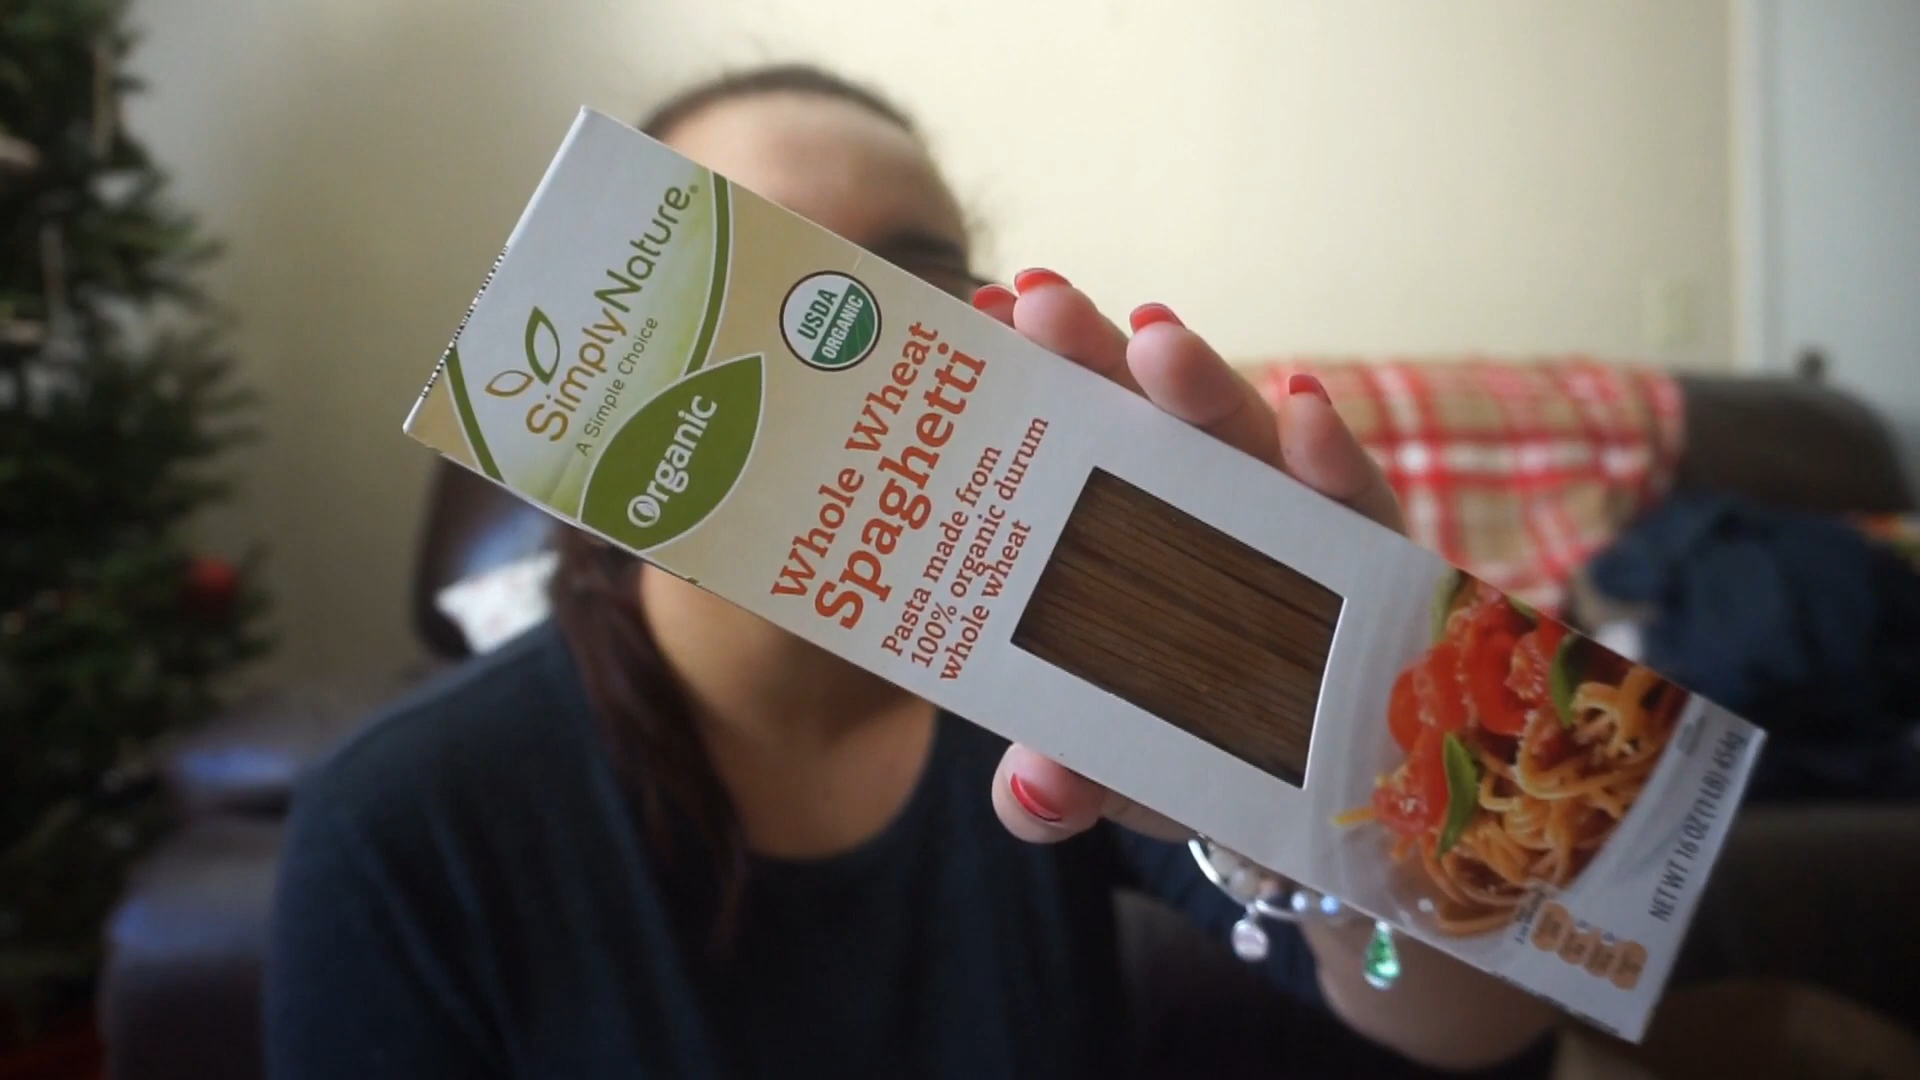 SimplyNature®
A Simple Choice
Organic
USDA
ORGANIC
Whole Wheat
Spaghetti
Pasta made from
100% organic durum
whole wheat
NET WT 16 OZ (1 LB) 454g